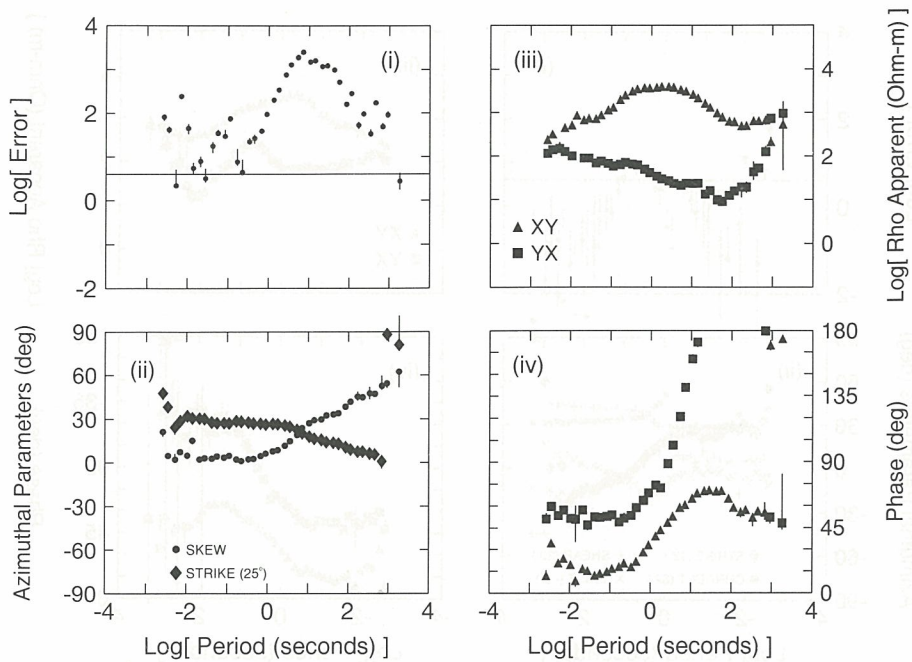 4
2
0
-2
Log[ Error ]
(i)
(iii)
4
2
0
Log[ Rho Apparent (Ohm-m) ]
XY
YX
90
60
30
0
-30
-60
-90
Azimuthal Parameters (deg)
(ii)
SKEW
STRIKE (25°)
-4
-2
0
2
4
Log[ Period (seconds) ]
(iv)
180
135
90
45
0
Phase (deg)
-4
-2
0
2
4
Log[ Period (seconds) ]